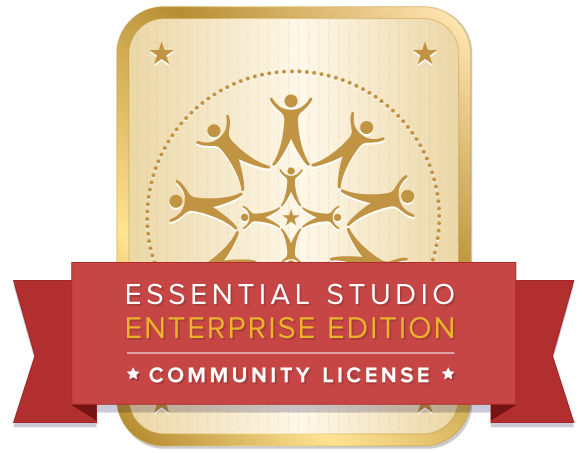 ESSENTIAL STUDIO
ENTERPRISE EDITION
COMMUNITY LICENSE